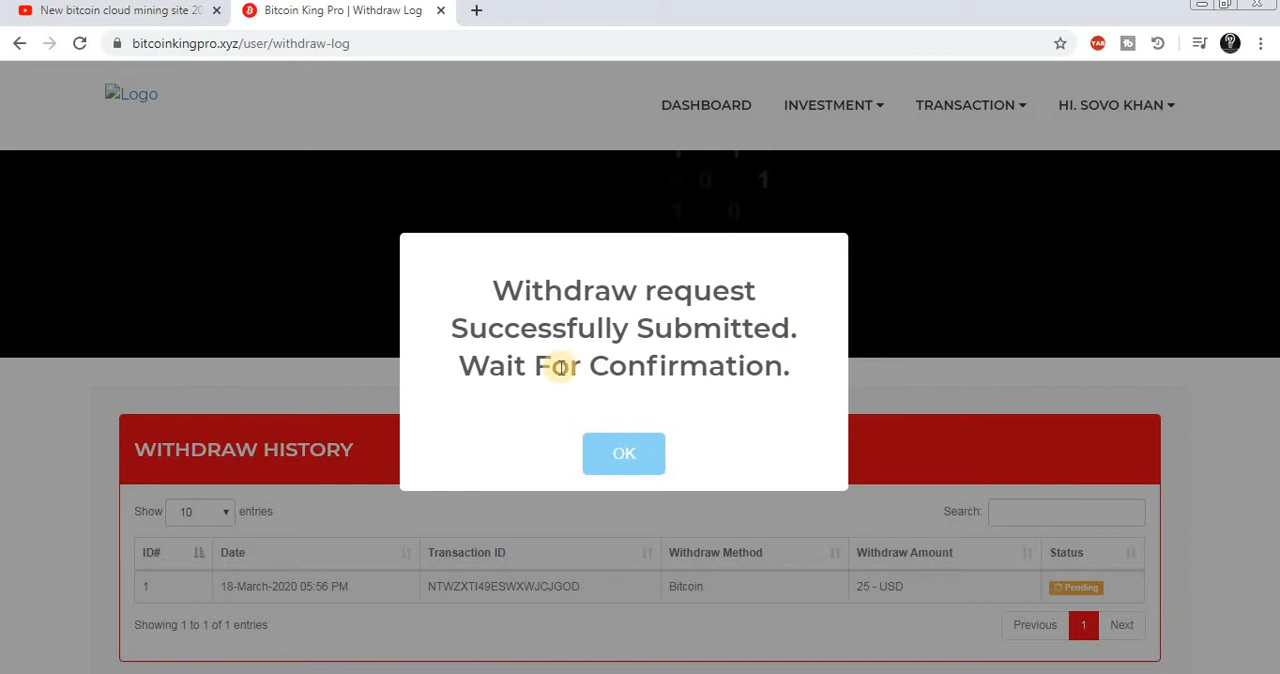 New bitcoin cloud mining site 20
Bitcoin King Pro | Withdraw Log
bitcoinkingpro.xyz/user/withdraw-log
Logo
DASHBOARD
INVESTMENT
TRANSACTION
HI. SOVO KHAN
Withdraw request
Successfully Submitted.
Wait For Confirmation.
OK
WITHDRAW HISTORY
Show 10 entries
Search:
ID# Date Transaction ID Withdraw Method Withdraw Amount Status
1 18-March-2020 05:56 PM NTWZXTI49ESWXWJCJGOD Bitcoin 25 - USD Pending
Showing 1 to 1 of 1 entries
Previous 1 Next